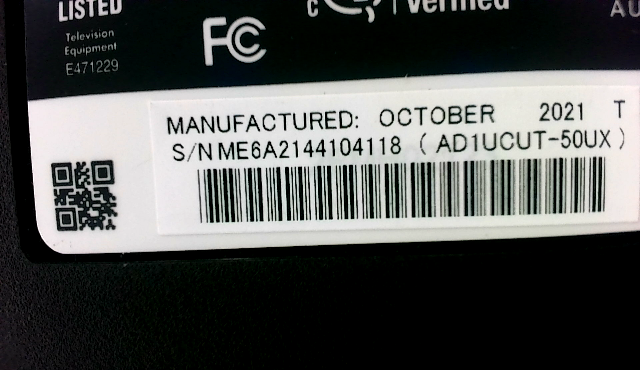 LISTED
Television
Equipment
E471229
FC
c
Verified
AU
MANUFACTURED: OCTOBER 2021 T
S/N ME6A2144104118 ( AD1UCUT-50UX )